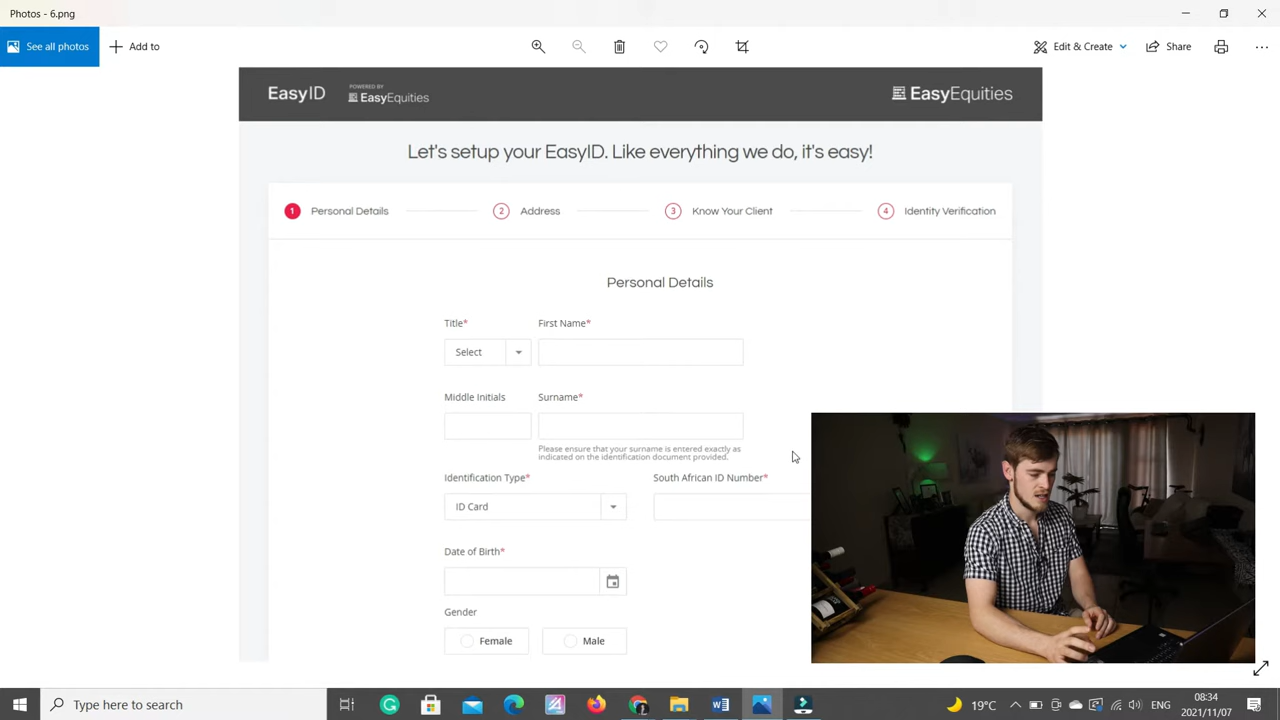 Photos - 6.png
See all photos
Add to
Edit & Create
Share
EasyID
POWERED BY
EasyEquities
EasyEquities
Let's setup your EasyID. Like everything we do, it's easy!
1 Personal Details
2 Address
3 Know Your Client
4 Identity Verification
Personal Details
Title*
First Name*
Select
Middle Initials
Surname*
Please ensure that your surname is entered exactly as
indicated on the identification document provided.
Identification Type*
South African ID Number*
ID Card
Date of Birth*
Gender
Female
Male
Type here to search
19°C
ENG
08:34
2021/11/07